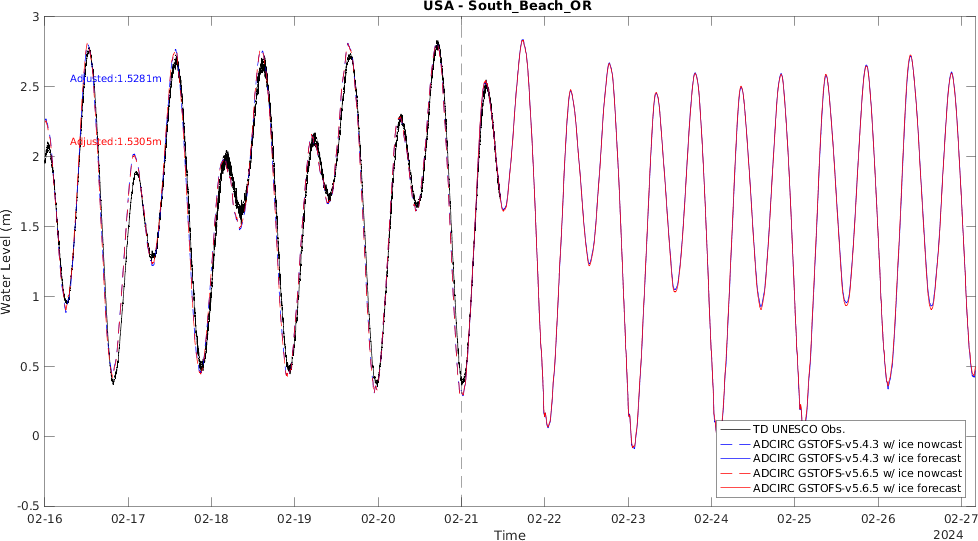 USA - South_Beach_OR
3
2.5
2
1.5
1
0.5
0
-0.5
Water Level (m)
Adjusted:1.5281m
Adjusted:1.5305m
TD UNESCO Obs.
ADCIRC GSTOFS-v5.4.3 w/ ice nowcast
ADCIRC GSTOFS-v5.4.3 w/ ice forecast
ADCIRC GSTOFS-v5.6.5 w/ ice nowcast
ADCIRC GSTOFS-v5.6.5 w/ ice forecast
02-16 02-17 02-18 02-19 02-20 02-21 02-22 02-23 02-24 02-25 02-26 02-27
Time
2024